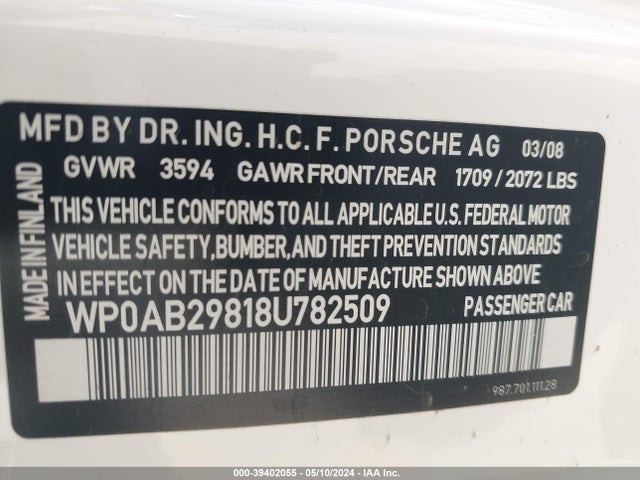 MFD BY DR. ING. H.C. F. PORSCHE AG 03/08
GVWR 3594 GAWR FRONT/REAR 1709 / 2072 LBS
THIS VEHICLE CONFORMS TO ALL APPLICABLE U.S. FEDERAL MOTOR
VEHICLE SAFETY,BUMPER,AND THEFT PREVENTION STANDARDS
IN EFFECT ON THE DATE OF MANUFACTURE SHOWN ABOVE
WP0AB29818U782509 PASSENGER CAR
MADE IN FINLAND
987.701.111.28
000-39402055 - 05/10/2024 - IAA Inc.